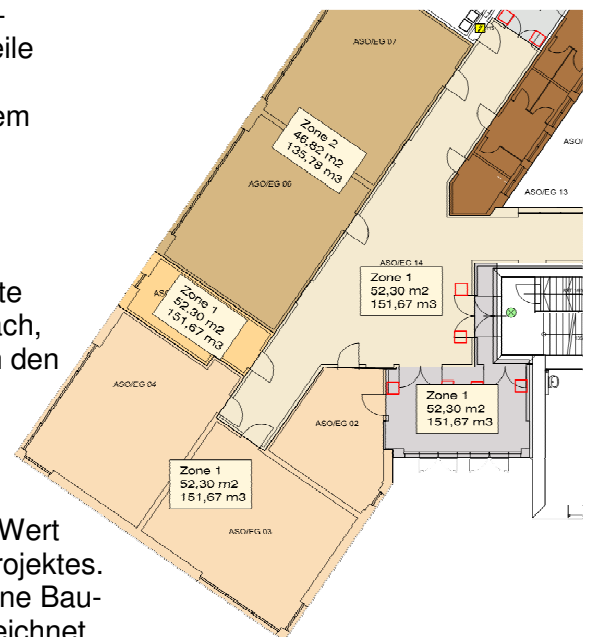 -
eile
em
te
ach,
n den
Wert
rojektes.
ne Bau-
eichnet
ASO/EG 07
Zone 2
46,82 m2
135,78 m3
ASO/EG 06
ASO/
ASO/EG 13
ASO/EG 14
Zone 1
52,30 m2
151,67 m3
AS
Zone 1
52,30 m2
151,67 m3
ASO/EG 04
ASO/EG 02
Zone 1
52,30 m2
151,67 m3
Zone 1
52,30 m2
151,67 m3
ASO/EG 03